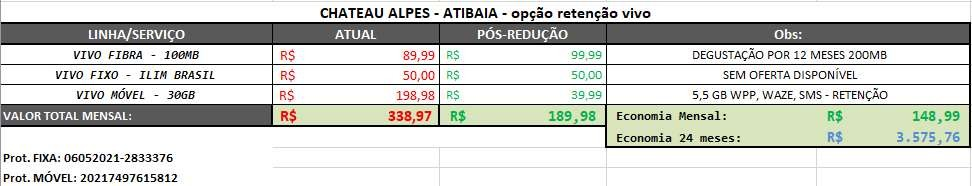 CHATEAU ALPES - ATIBAIA - opção retenção vivo
LINHA/SERVIÇO ATUAL PÓS-REDUÇÃO Obs:
VIVO FIBRA - 100MB R$ 89,99 R$ 99,99 DEGUSTAÇÃO POR 12 MESES 200MB
VIVO FIXO - ILIM BRASIL R$ 50,00 R$ 50,00 SEM OFERTA DISPONÍVEL
VIVO MÓVEL - 30GB R$ 198,98 R$ 39,99 5,5 GB WPP, WAZE, SMS - RETENÇÃO
VALOR TOTAL MENSAL: R$ 338,97 R$ 189,98 Economia Mensal: R$ 148,99
Economia 24 meses: R$ 3.575,76
Prot. FIXA: 06052021-2833376
Prot. MÓVEL: 20217497615812